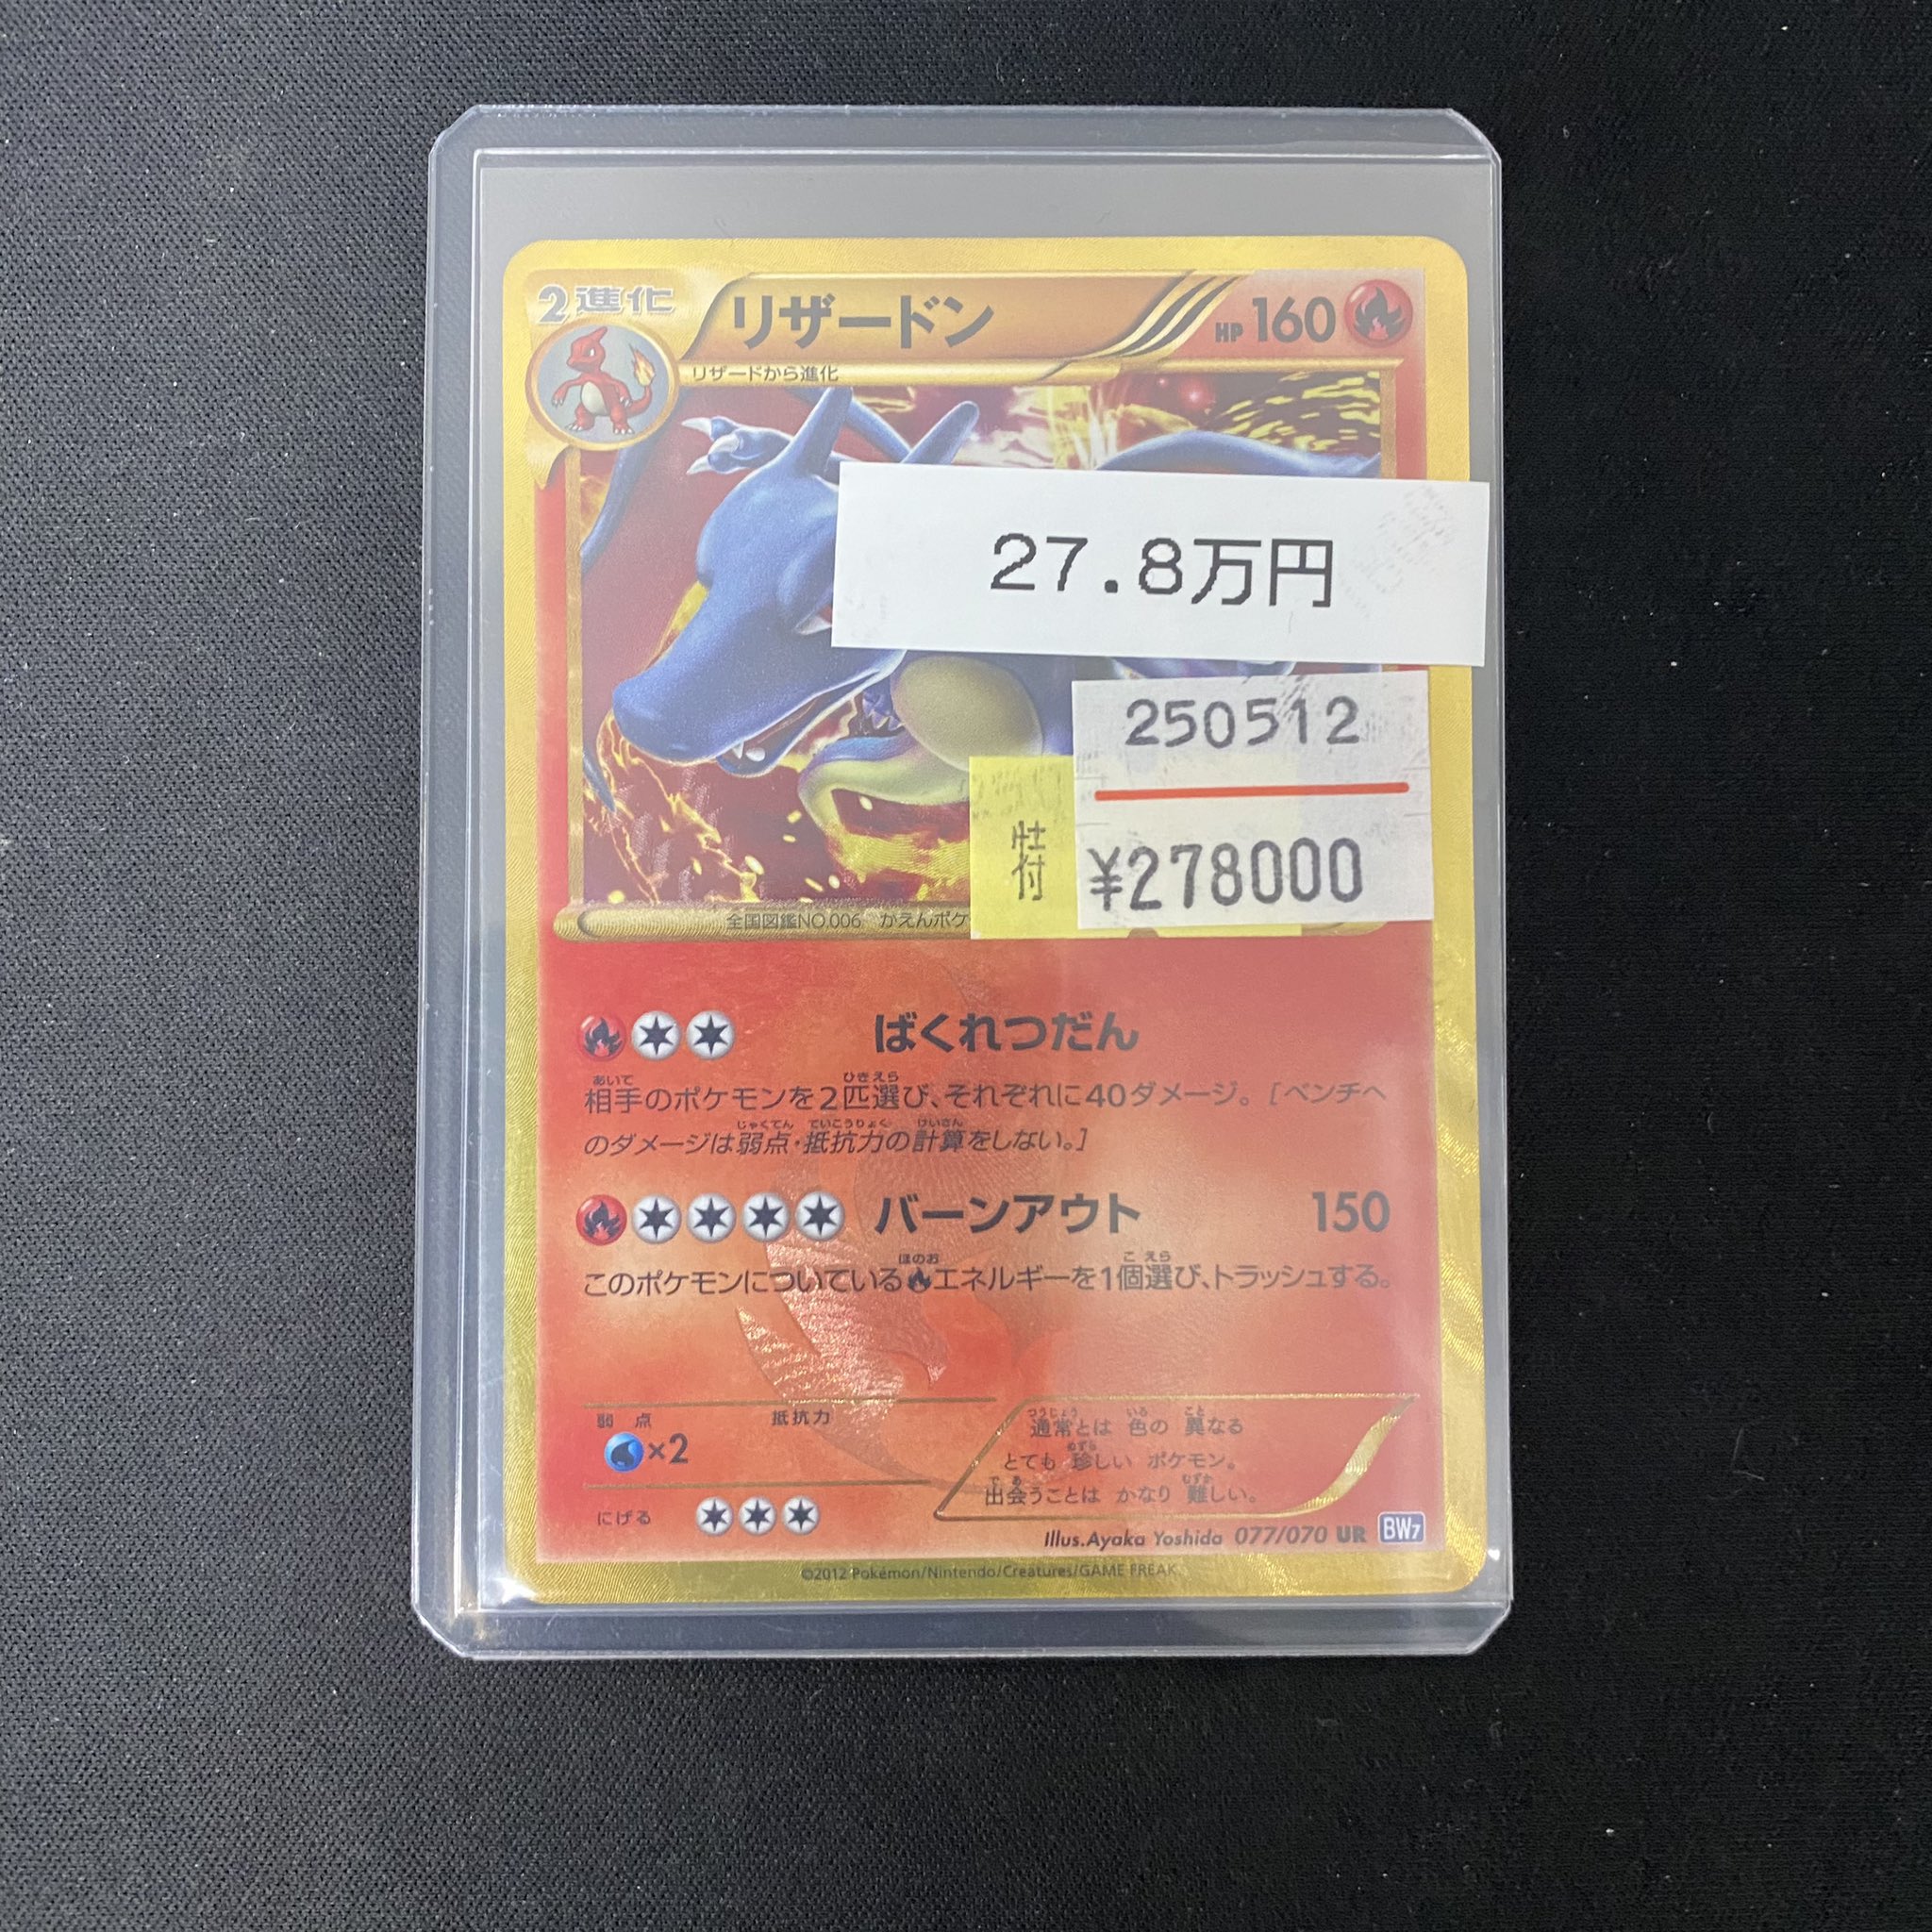 2進化
リザードン
HP160
リザードから進化
27.8万円
250512
¥278000
全国図鑑NO.006 かえんポケ
ばくれつだん
相手のポケモンを2匹選び、それぞれに40ダメージ。[ベンチへ
のダメージは弱点・抵抗力の計算をしない。]
バーンアウト 150
このポケモンについているエネルギーを1個選び、トラッシュする。
弱点 抵抗力
×2
通常とは 色の 異なる
とても 珍しい ポケモン。
出会うことは かなり 難しい。
にげる
Illus.Ayaka Yoshida 077/070 UR BW7
©2012 Pokémon/Nintendo/Creatures/GAME FREAK